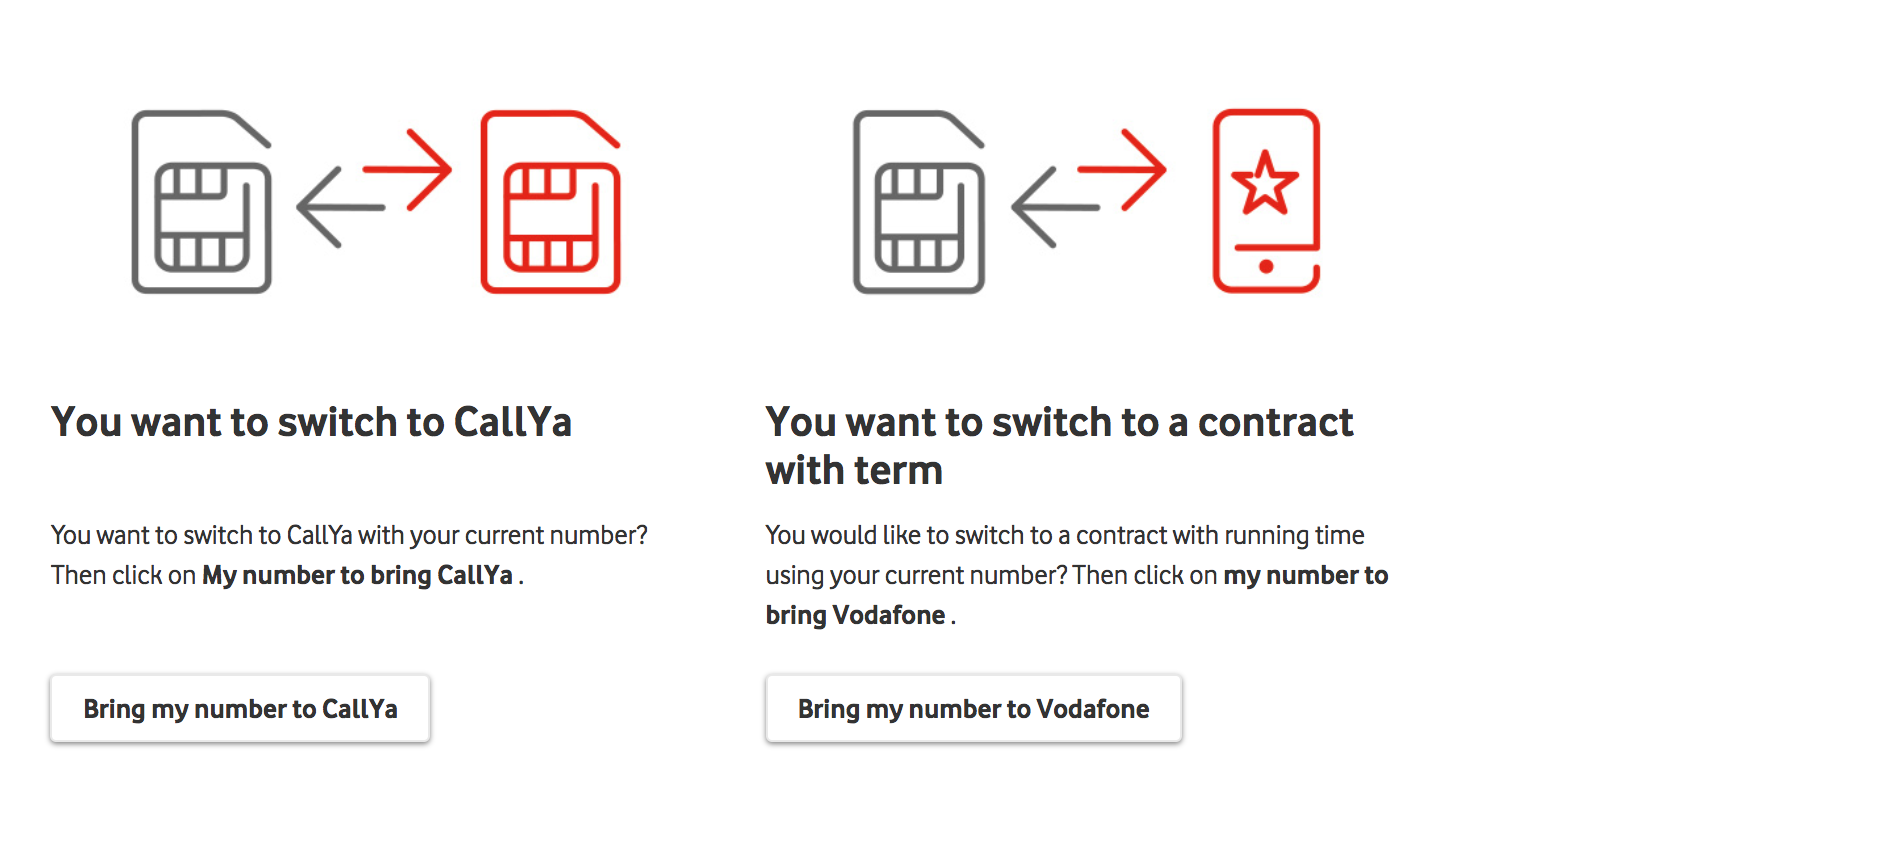 You want to switch to CallYa
You want to switch to CallYa with your current number?
Then click on My number to bring CallYa .
Bring my number to CallYa
You want to switch to a contract
with term
You would like to switch to a contract with running time
using your current number? Then click on my number to
bring Vodafone .
Bring my number to Vodafone